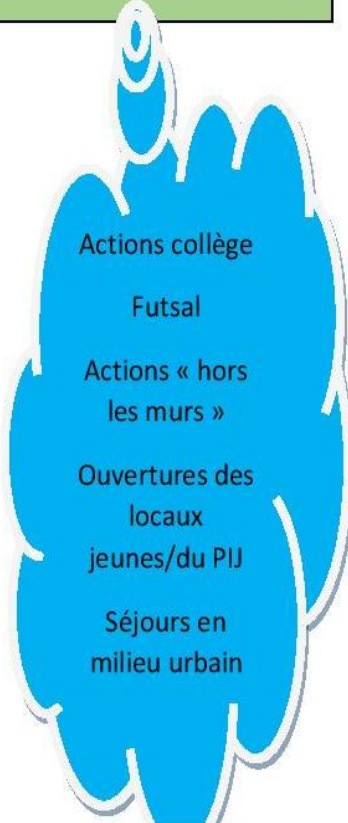 Actions collège
Futsal
Actions « hors
les murs »
Ouvertures des
locaux
jeunes/du PIJ
Séjours en
milieu urbain